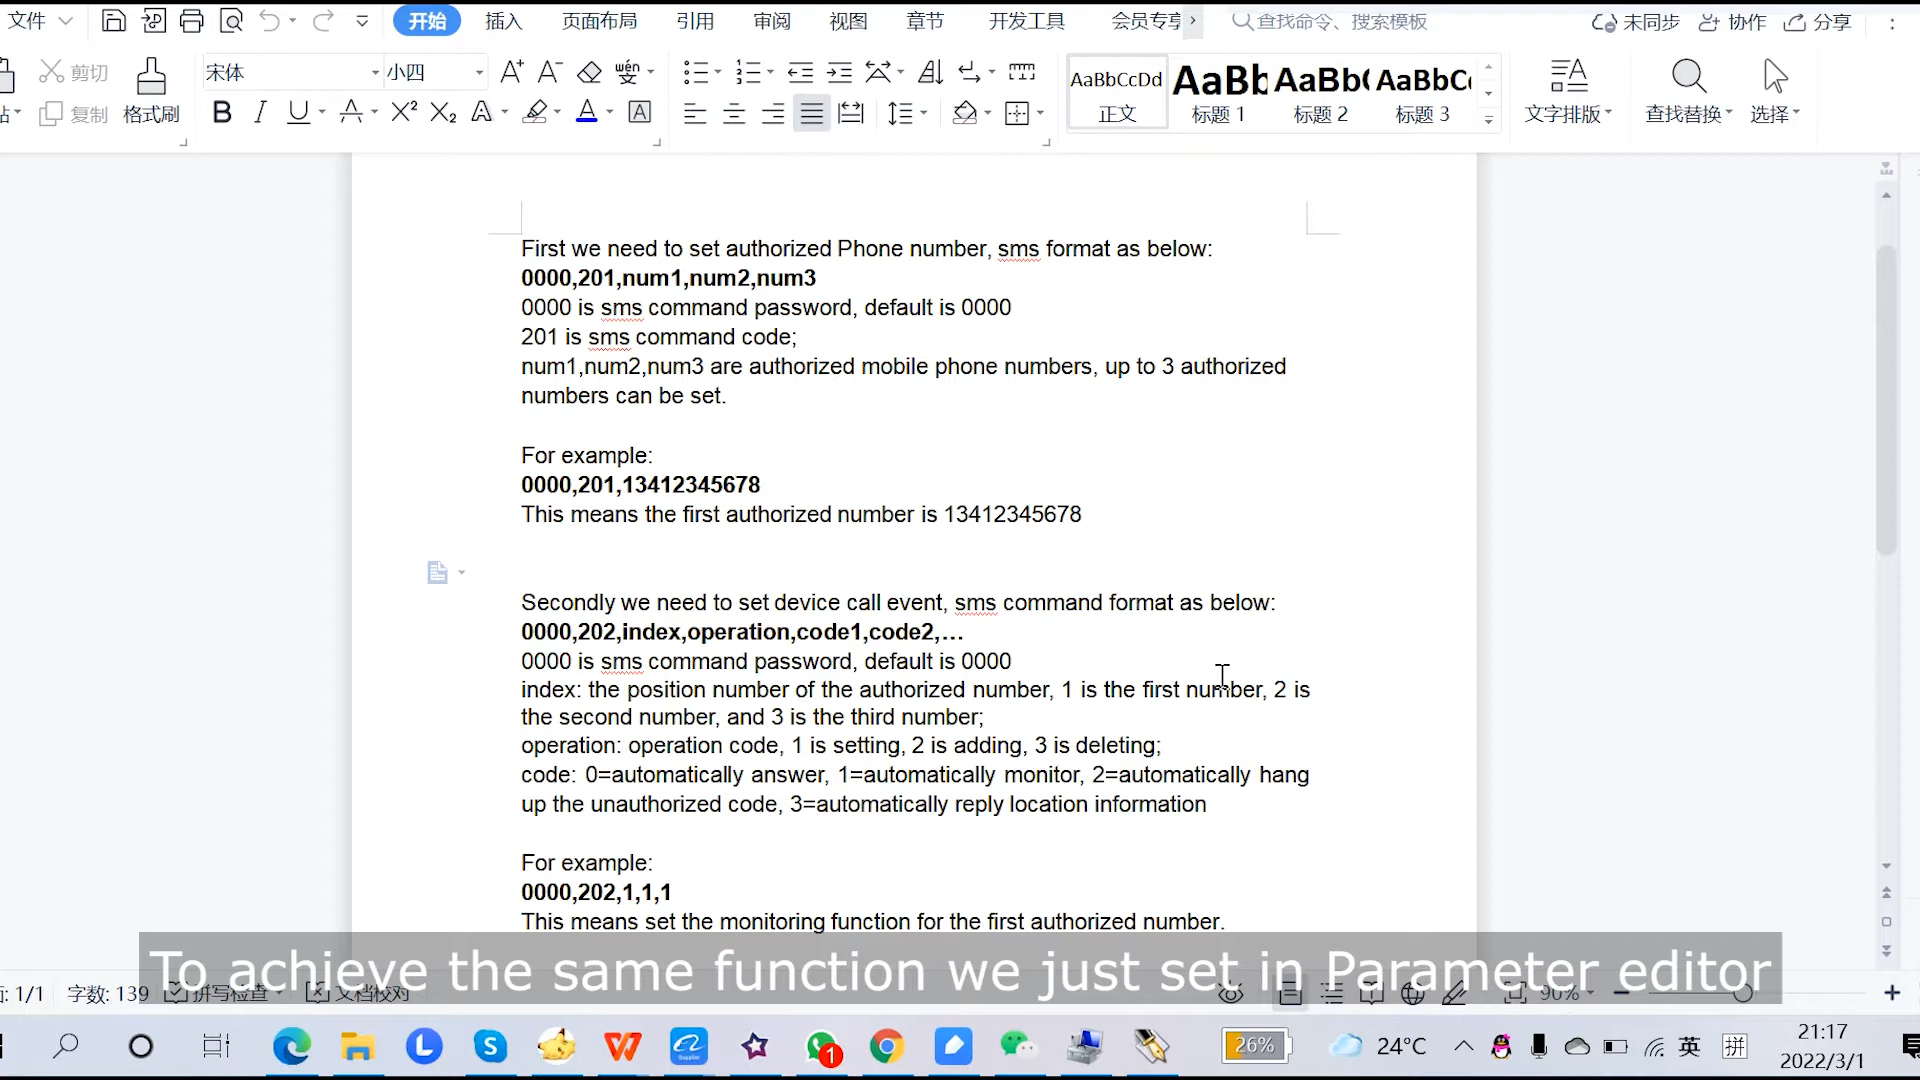 文件
开始
插入
页面布局
引用
审阅
视图
章节
开发工具
会员专享
查找命令、搜索模板
未同步
协作
分享
剪切
复制
格式刷
宋体
小四
AaBbCcDd
正文
AaBb
标题 1
AaBb(
标题 2
AaBbC
标题 3
文字排版
查找替换
选择
First we need to set authorized Phone number, sms format as below:
0000,201,num1,num2,num3
0000 is sms command password, default is 0000
201 is sms command code;
num1,num2,num3 are authorized mobile phone numbers, up to 3 authorized
numbers can be set.
For example:
0000,201,13412345678
This means the first authorized number is 13412345678
Secondly we need to set device call event, sms command format as below:
0000,202,index,operation,code1,code2,…
0000 is sms command password, default is 0000
index: the position number of the authorized number, 1 is the first number, 2 is
the second number, and 3 is the third number;
operation: operation code, 1 is setting, 2 is adding, 3 is deleting;
code: 0=automatically answer, 1=automatically monitor, 2=automatically hang
up the unauthorized code, 3=automatically reply location information
For example:
0000,202,1,1,1
This means set the monitoring function for the first authorized number.
To achieve the same function we just set in Parameter editor
: 1/1
字数: 139
拼写检查
文档校对
90%
26%
24°C
英
拼
21:17
2022/3/1